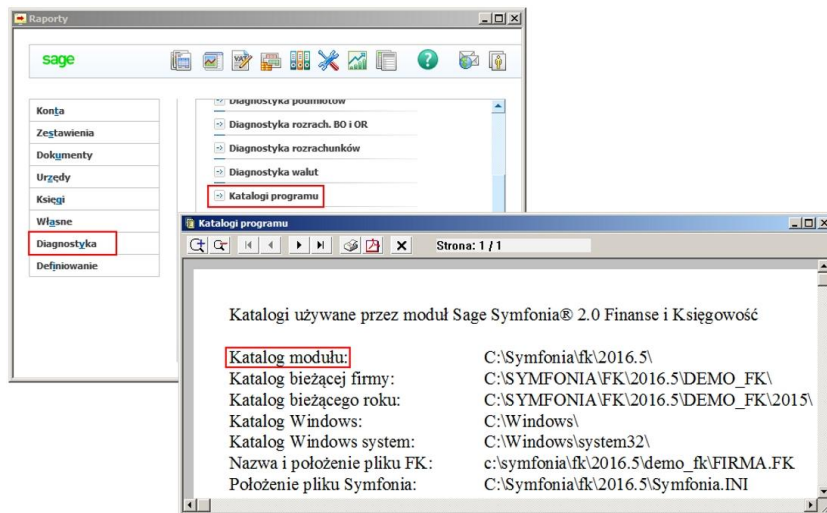 Raporty
sage
VAT
?
Konta
Zestawienia
Dokumenty
Urzędy
Księgi
Własne
Diagnostyka
Definiowanie
Diagnostyka podmiotów
Diagnostyka rozrach. BO i OR
Diagnostyka rozrachunków
Diagnostyka walut
Katalogi programu
Katalogi programu
Strona: 1 / 1
Katalogi używane przez moduł Sage Symfonia® 2.0 Finanse i Księgowość
Katalog modułu: C:\Symfonia\fk\2016.5\
Katalog bieżącej firmy: C:\SYMFONIA\FK\2016.5\DEMO_FK\
Katalog bieżącego roku: C:\SYMFONIA\FK\2016.5\DEMO_FK\2015\
Katalog Windows: C:\Windows\
Katalog Windows system: C:\Windows\system32\
Nazwa i położenie pliku FK: c:\symfonia\fk\2016.5\demo_fk\FIRMA.FK
Położenie pliku Symfonia: C:\Symfonia\fk\2016.5\Symfonia.INI